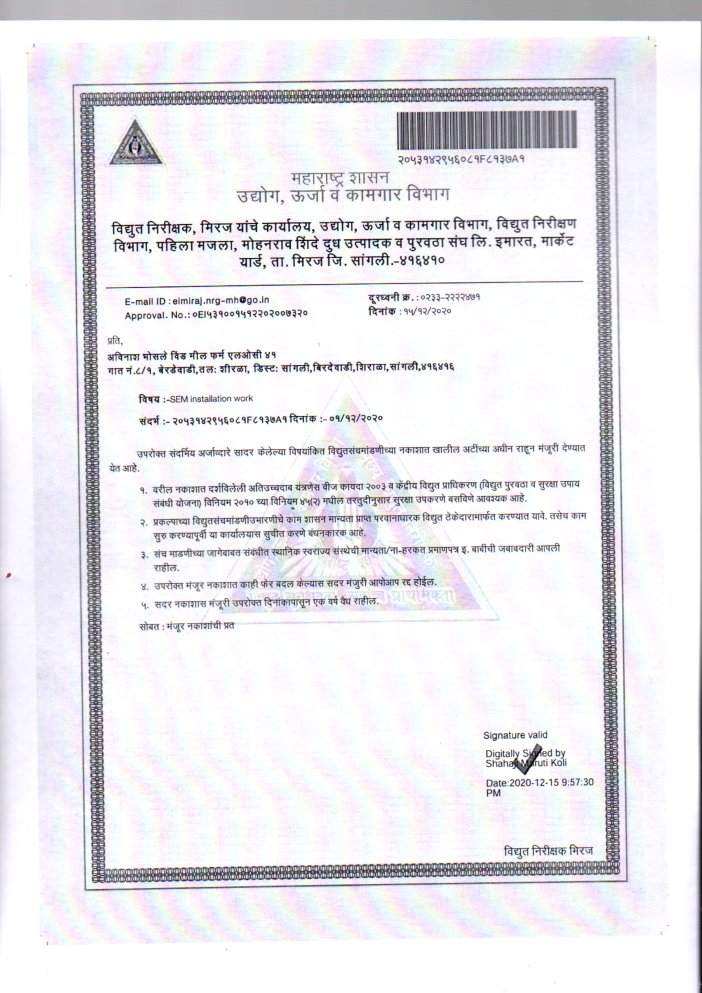 २०५३१४२९५६०८१F८१३७A१
महाराष्ट्र शासन
उद्योग, ऊर्जा व कामगार विभाग
विद्युत निरीक्षक, मिरज यांचे कार्यालय, उद्योग, ऊर्जा व कामगार विभाग, विद्युत निरीक्षण
विभाग, पहिला मजला, मोहनराव शिंदे दुध उत्पादक व पुरवठा संघ लि. इमारत, मार्केट
यार्ड, ता. मिरज जि. सांगली.-४१६४१०
E-mail ID : eimiraj.nrg-mh@go.in
दूरध्वनी क्र. : ०२३३-२२२२४७१
Approval. No.: ०EI५३१००१५१२२०२००७३२०
दिनांक : १५/१२/२०२०
प्रति,
अविनाश भोसले विंड मील फर्म एलओसी ४१
गात नं.८/१, बेरडेवाडी,तलः शीरळा, डिस्टः सांगली,बिरदेवाडी,शिराळा,सांगली,४१६४१६
विषय :-SEM installation work
संदर्भ :- २०५३१४२९५६०८१F८१३७A१ दिनांक :- ०१/१२/२०२०
उपरोक्त संदर्भिय अर्जाव्दारे सादर केलेल्या विषयांकित विद्युतसंचमांडणीच्या नकाशात खालील अटींच्या अधीन राहून मंजूरी देण्यात
येत आहे.
१. वरील नकाशात दर्शविलेली अतिउच्चदाब यंत्रणेस वीज कायदा २००३ व केंद्रीय विद्युत प्राधिकरण (विद्युत पुरवठा व सुरक्षा उपाय
संबंधी योजना) विनियम २०१० च्या विनियम ४५(२) मधील तरतुदीनुसार सुरक्षा उपकरणे बसविणे आवश्यक आहे.
२. प्रकल्पाच्या विद्युतसंचमांडणीउभारणीचे काम शासन मान्यता प्राप्त परवानाधारक विद्युत ठेकेदारामार्फत करण्यात यावे. तसेच काम
सुरु करण्यापूर्वी या कार्यालयास सुचीत करणे बंधनकारक आहे.
३. संच माडणीच्या जागेबाबत संबंधीत स्थानिक स्वराज्य संस्थेची मान्यता/ना-हरकत प्रमाणपत्र इ. बाबींची जबाबदारी आपली
राहील.
४. उपरोक्त मंजूर नकाशात काही फेर बदल केल्यास सदर मंजुरी आपोआप रद्द होईल.
५. सदर नकाशास मंजूरी उपरोक्त दिनांकापासून एक वर्ष वैध राहील.
सोबत : मंजूर नकाशांची प्रत
Signature valid
Digitally Signed by
Shahaji Maruti Koli
Date:2020-12-15 9:57:30
PM
विद्युत निरीक्षक मिरज